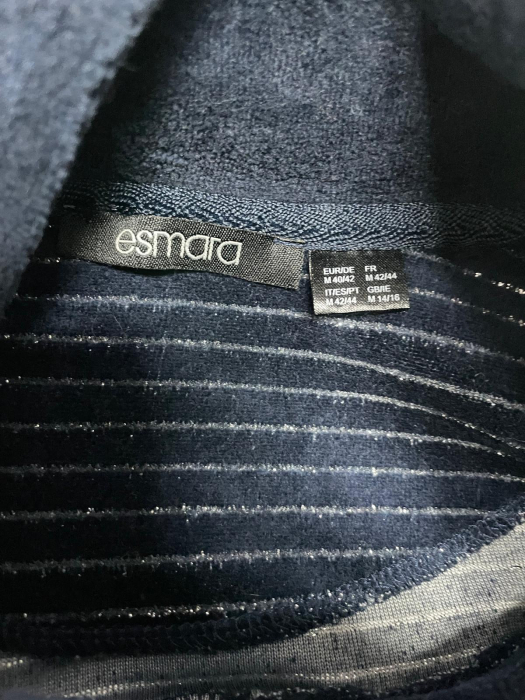 esmara
EUR/DE FR
M 40/42 M 42/44
IT/ES/PT GB/IE
M 42/44 M 14/16